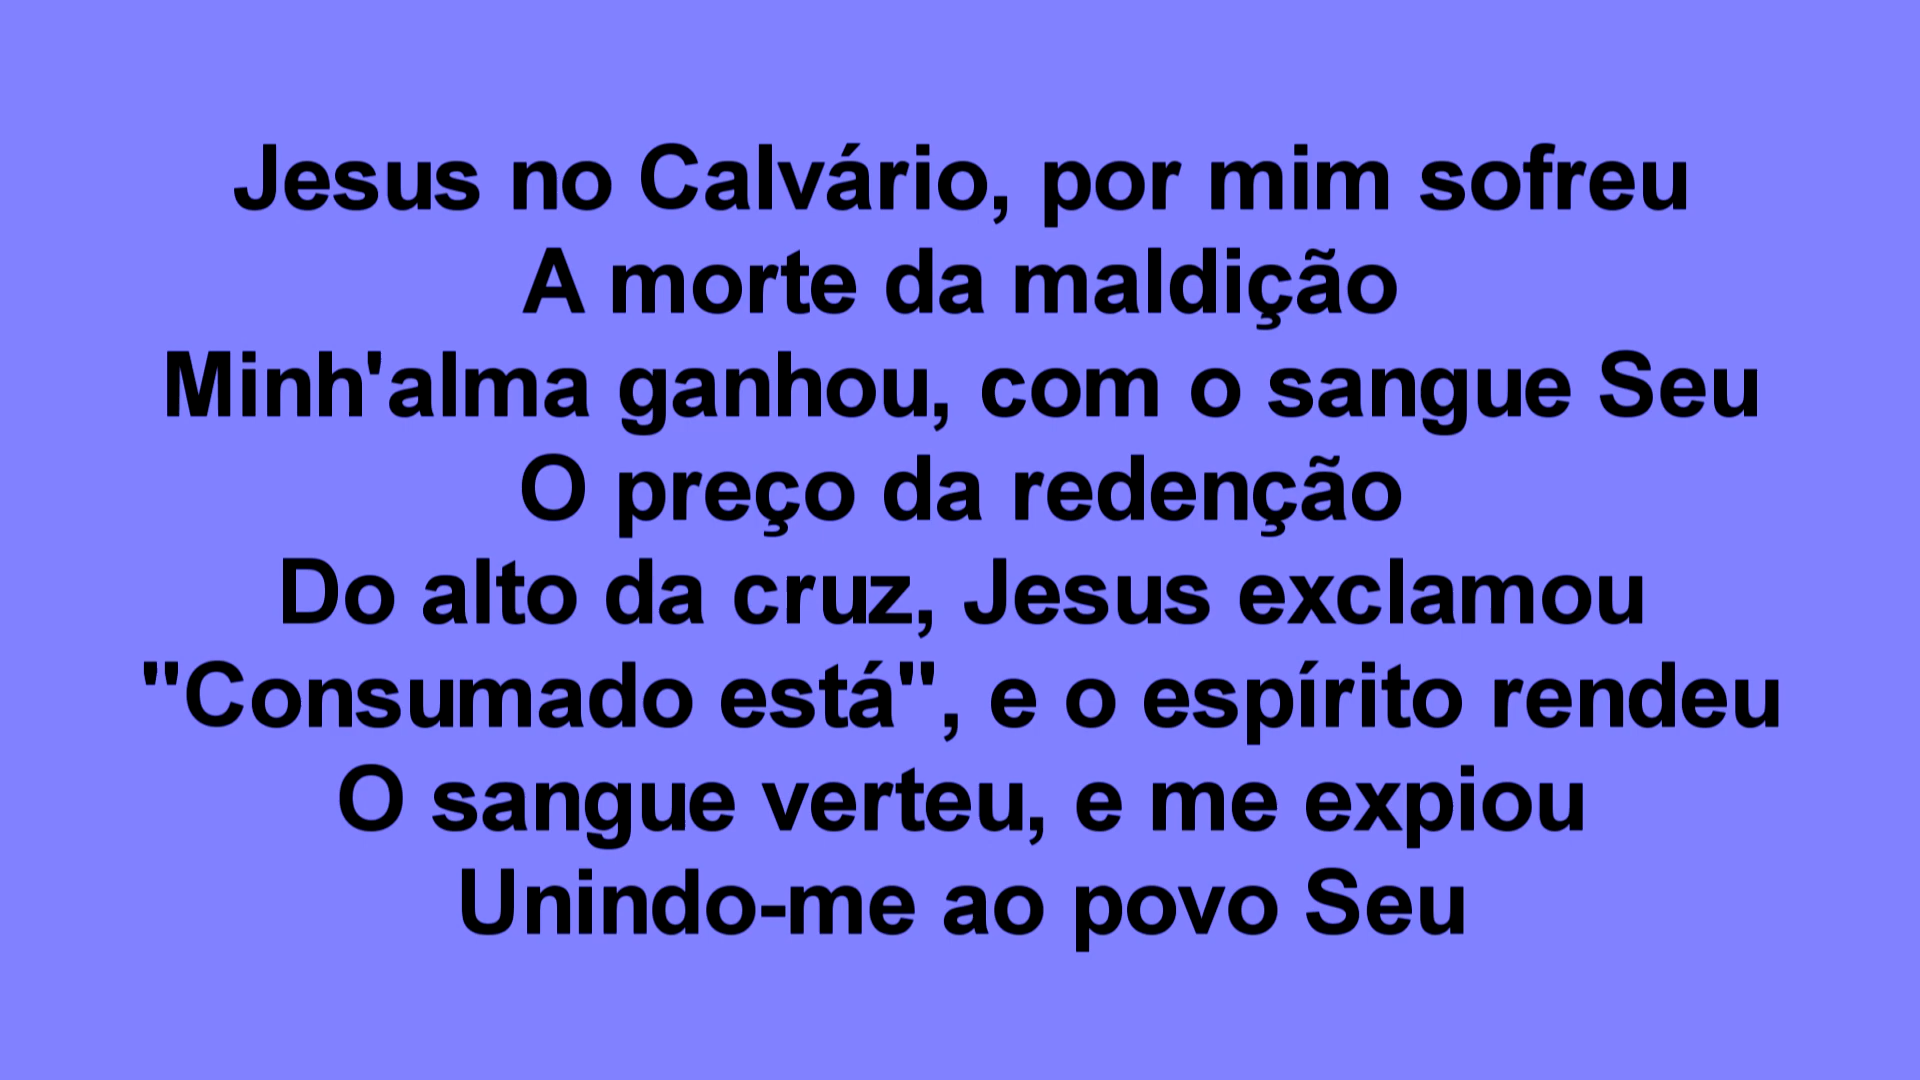 Jesus no Calvário, por mim sofreu
A morte da maldição
Minh'alma ganhou, com o sangue Seu
O preço da redenção
Do alto da cruz, Jesus exclamou
"Consumado está", e o espírito rendeu
O sangue verteu, e me expiou
Unindo-me ao povo Seu